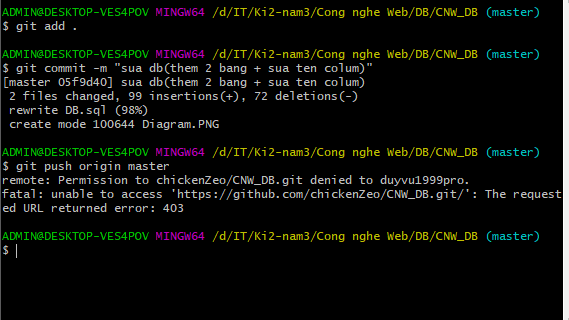 ADMIN@DESKTOP-VES4POV MINGW64 /d/IT/Ki2-nam3/Cong nghe Web/DB/CNW_DB (master)
$ git add .
ADMIN@DESKTOP-VES4POV MINGW64 /d/IT/Ki2-nam3/Cong nghe Web/DB/CNW_DB (master)
$ git commit -m "sua db(them 2 bang + sua ten colum)"
[master 05f9d40] sua db(them 2 bang + sua ten colum)
2 files changed, 99 insertions(+), 72 deletions(-)
rewrite DB.sql (98%)
create mode 100644 Diagram.PNG
ADMIN@DESKTOP-VES4POV MINGW64 /d/IT/Ki2-nam3/Cong nghe Web/DB/CNW_DB (master)
$ git push origin master
remote: Permission to chickenZeo/CNW_DB.git denied to duyvu1999pro.
fatal: unable to access 'https://github.com/chickenZeo/CNW_DB.git/': The request
ed URL returned error: 403
ADMIN@DESKTOP-VES4POV MINGW64 /d/IT/Ki2-nam3/Cong nghe Web/DB/CNW_DB (master)
$